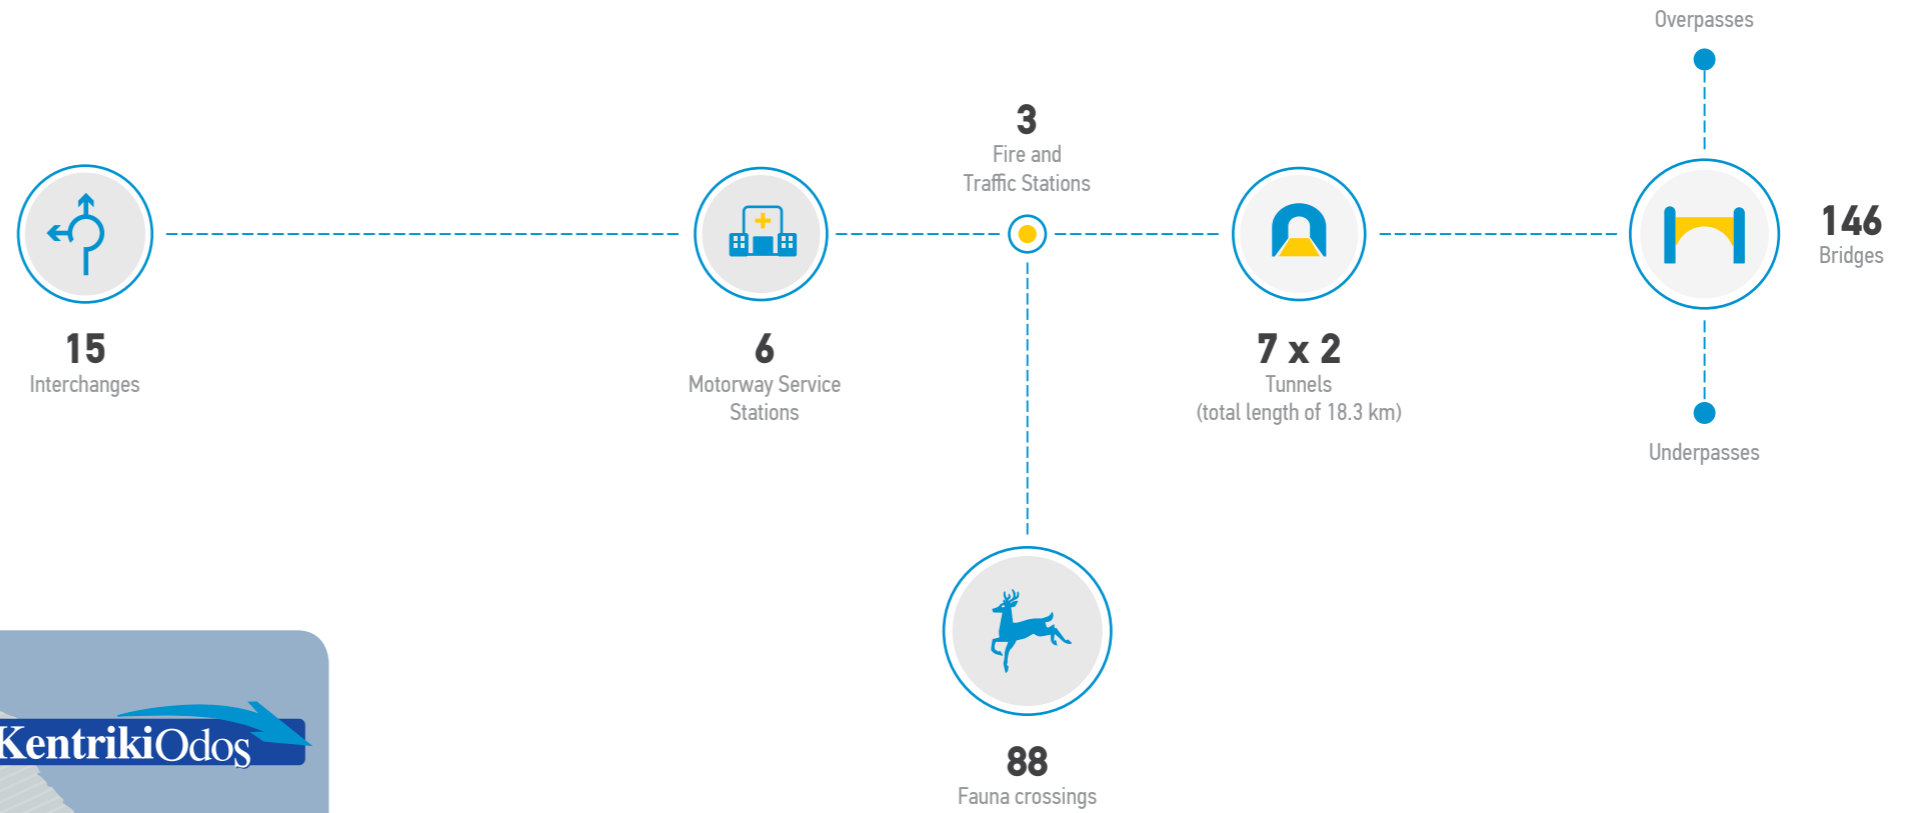 Overpasses
3
Fire and
Traffic Stations
146
Bridges
15
Interchanges
6
Motorway Service
Stations
7 x 2
Tunnels
(total length of 18.3 km)
Underpasses
KentrikiOdos
88
Fauna crossings